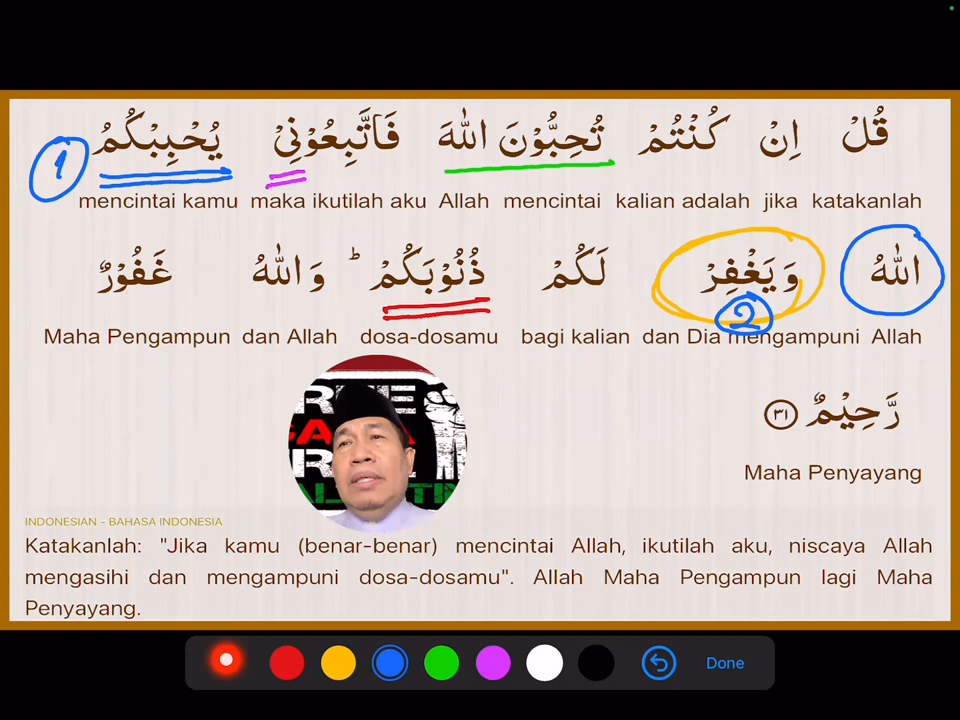 قُلْ اِنْ كُنْتُمْ تُحِبُّوْنَ اللّٰهَ فَاتَّبِعُوْنِيْ يُحْبِبْكُمُ
1
mencintai kamu maka ikutilah aku Allah mencintai kalian adalah jika katakanlah
اللّٰهُ وَيَغْفِرْ لَكُمْ ذُنُوْبَكُمْ ۗ وَاللّٰهُ غَفُوْرٌ
2
Maha Pengampun dan Allah dosa-dosamu bagi kalian dan Dia mengampuni Allah
رَّحِيْمٌ ٣١
Maha Penyayang
INDONESIAN - BAHASA INDONESIA
Katakanlah: "Jika kamu (benar-benar) mencintai Allah, ikutilah aku, niscaya Allah
mengasihi dan mengampuni dosa-dosamu". Allah Maha Pengampun lagi Maha
Penyayang.
Done